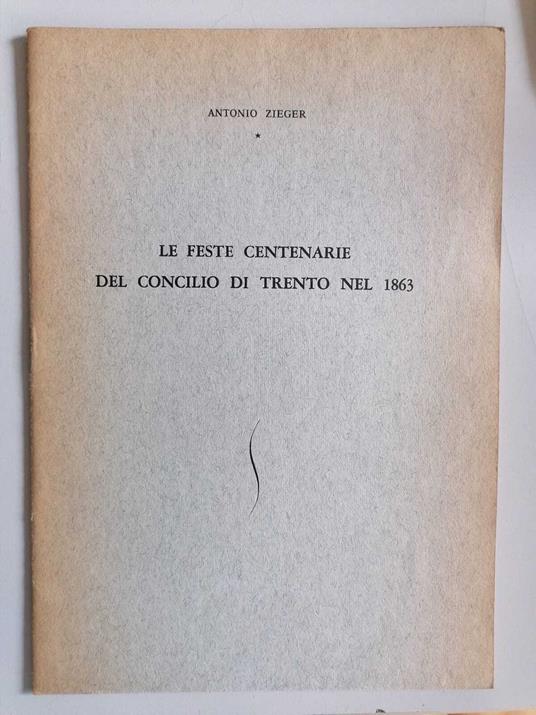 ANTONIO ZIEGER
★
LE FESTE CENTENARIE
DEL CONCILIO DI TRENTO NEL 1863